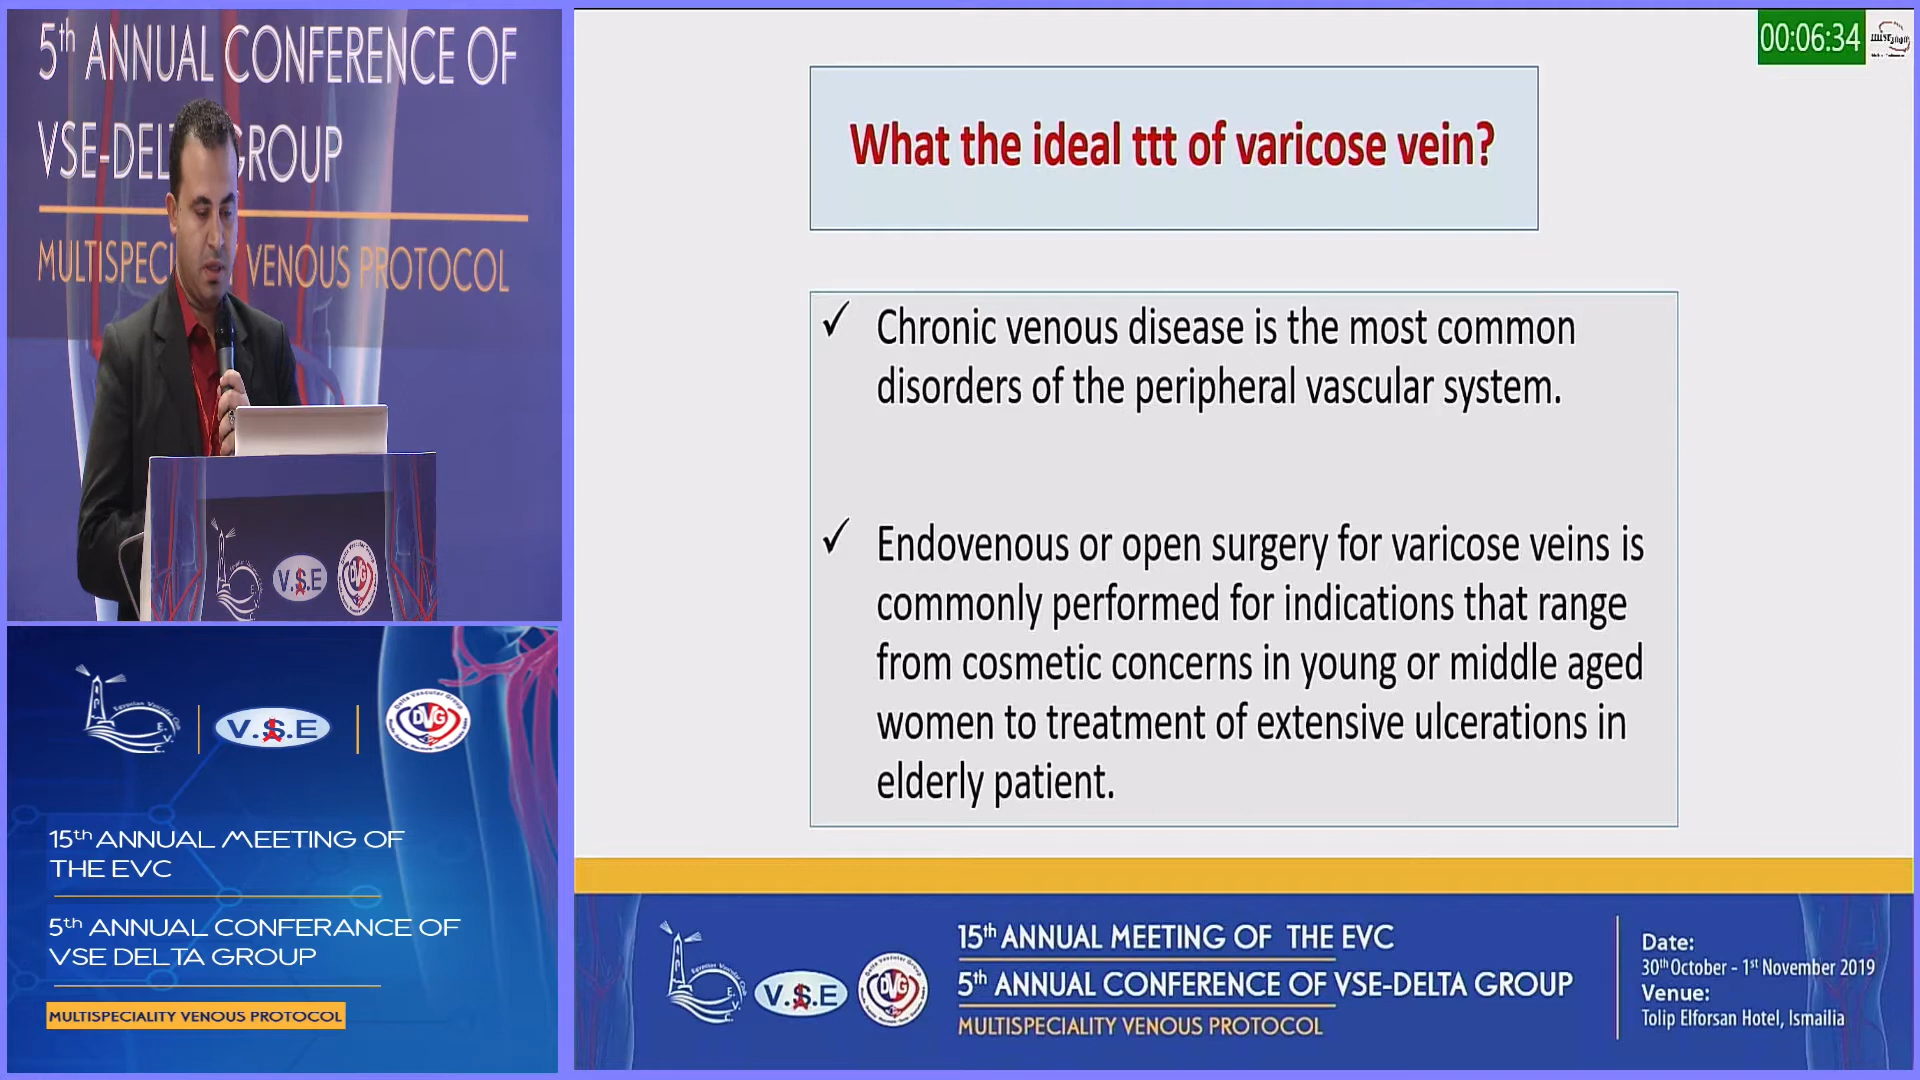 5th ANNUAL CONFERENCE OF
VSE-DEL GROUP
MULTISPECI VENOUS PROTOCOL
V.S.E
DVG
E.V.C
V.S.E
DVG
15th ANNUAL MEETING OF
THE EVC
5th ANNUAL CONFERANCE OF
VSE DELTA GROUP
MULTISPECIALITY VENOUS PROTOCOL
00:06:34
What the ideal ttt of varicose vein?
✓ Chronic venous disease is the most common
disorders of the peripheral vascular system.
✓ Endovenous or open surgery for varicose veins is
commonly performed for indications that range
from cosmetic concerns in young or middle aged
women to treatment of extensive ulcerations in
elderly patient.
E.V.C
V.S.E
DVG
15th ANNUAL MEETING OF THE EVC
5th ANNUAL CONFERENCE OF VSE-DELTA GROUP
MULTISPECIALITY VENOUS PROTOCOL
Date:
30th October - 1st November 2019
Venue:
Tolip Elforsan Hotel, Ismailia